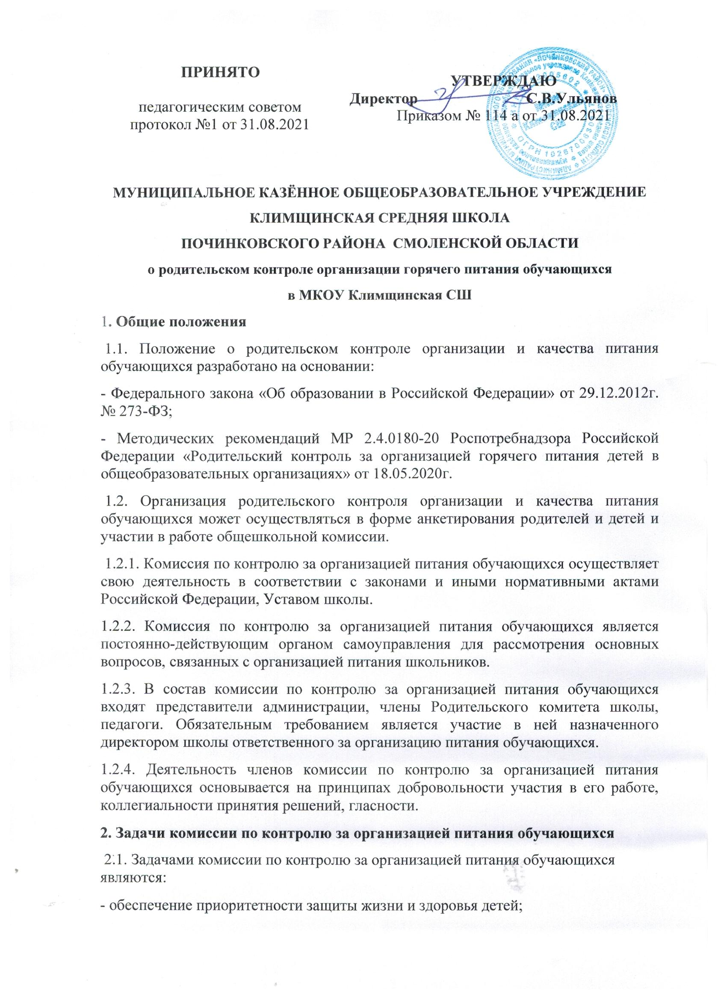 ПРИНЯТО
педагогическим советом
протокол №1 от 31.08.2021
УТВЕРЖДАЮ
Директор С.В.Ульянов
Приказом № 114 а от 31.08.2021
МУНИЦИПАЛЬНОЕ КАЗЁННОЕ ОБЩЕОБРАЗОВАТЕЛЬНОЕ УЧРЕЖДЕНИЕ
КЛИМЩИНСКАЯ СРЕДНЯЯ ШКОЛА
ПОЧИНКОВСКОГО РАЙОНА СМОЛЕНСКОЙ ОБЛАСТИ
о родительском контроле организации горячего питания обучающихся
в МКОУ Климщинская СШ
1. Общие положения
1.1. Положение о родительском контроле организации и качества питания
обучающихся разработано на основании:
- Федерального закона «Об образовании в Российской Федерации» от 29.12.2012г.
№ 273-ФЗ;
- Методических рекомендаций МР 2.4.0180-20 Роспотребнадзора Российской
Федерации «Родительский контроль за организацией горячего питания детей в
общеобразовательных организациях» от 18.05.2020г.
1.2. Организация родительского контроля организации и качества питания
обучающихся может осуществляться в форме анкетирования родителей и детей и
участии в работе общешкольной комиссии.
1.2.1. Комиссия по контролю за организацией питания обучающихся осуществляет
свою деятельность в соответствии с законами и иными нормативными актами
Российской Федерации, Уставом школы.
1.2.2. Комиссия по контролю за организацией питания обучающихся является
постоянно-действующим органом самоуправления для рассмотрения основных
вопросов, связанных с организацией питания школьников.
1.2.3. В состав комиссии по контролю за организацией питания обучающихся
входят представители администрации, члены Родительского комитета школы,
педагоги. Обязательным требованием является участие в ней назначенного
директором школы ответственного за организацию питания обучающихся.
1.2.4. Деятельность членов комиссии по контролю за организацией питания
обучающихся основывается на принципах добровольности участия в его работе,
коллегиальности принятия решений, гласности.
2. Задачи комиссии по контролю за организацией питания обучающихся
2.1. Задачами комиссии по контролю за организацией питания обучающихся
являются:
- обеспечение приоритетности защиты жизни и здоровья детей;